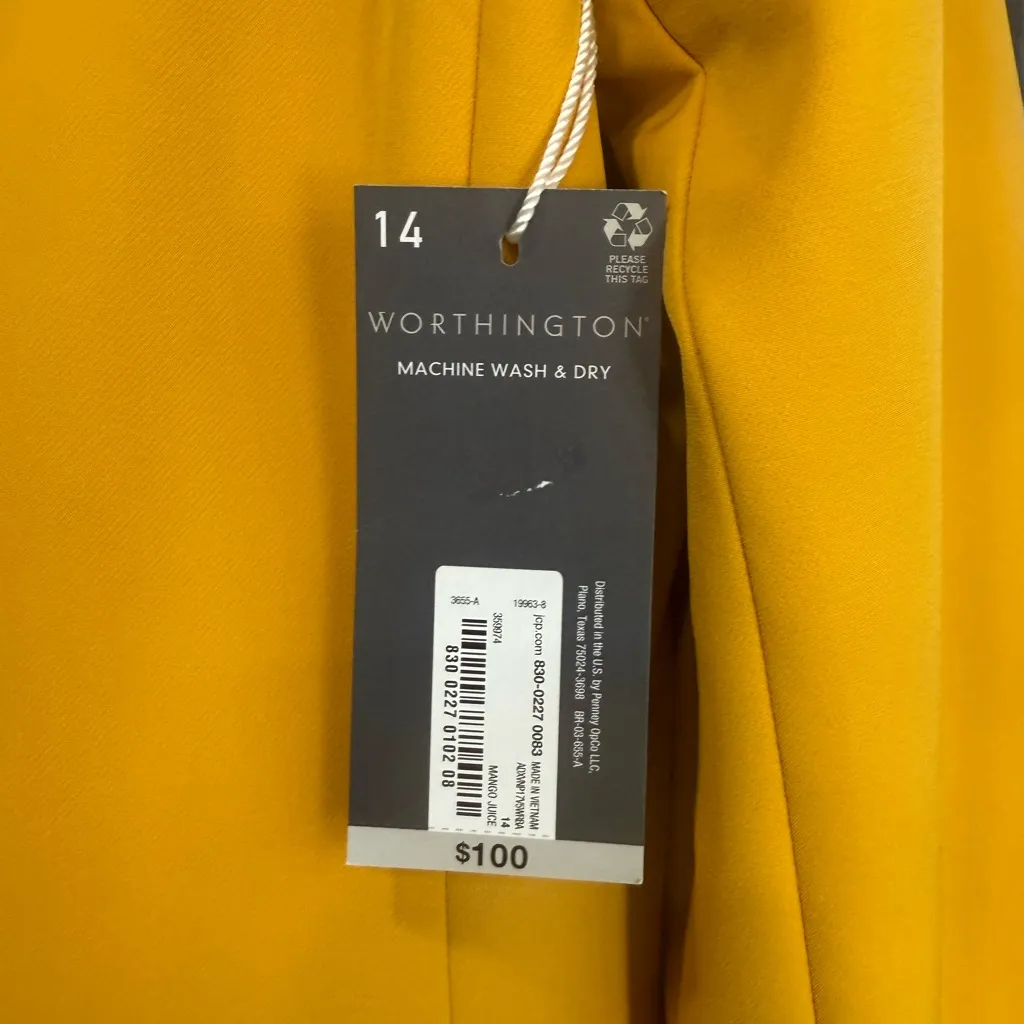 14
PLEASE
RECYCLE
THIS TAG
WORTHINGTON®
MACHINE WASH & DRY
3655-A
19963-8
359974
jcp.com 830-0227 0083
830 0227 0102 08
MADE IN VIETNAM
MANGO JUICE
14
Distributed in the U.S. by Penney OpCo LLC,
Plano, Texas 75024-3698 BR-03-655-A
$100